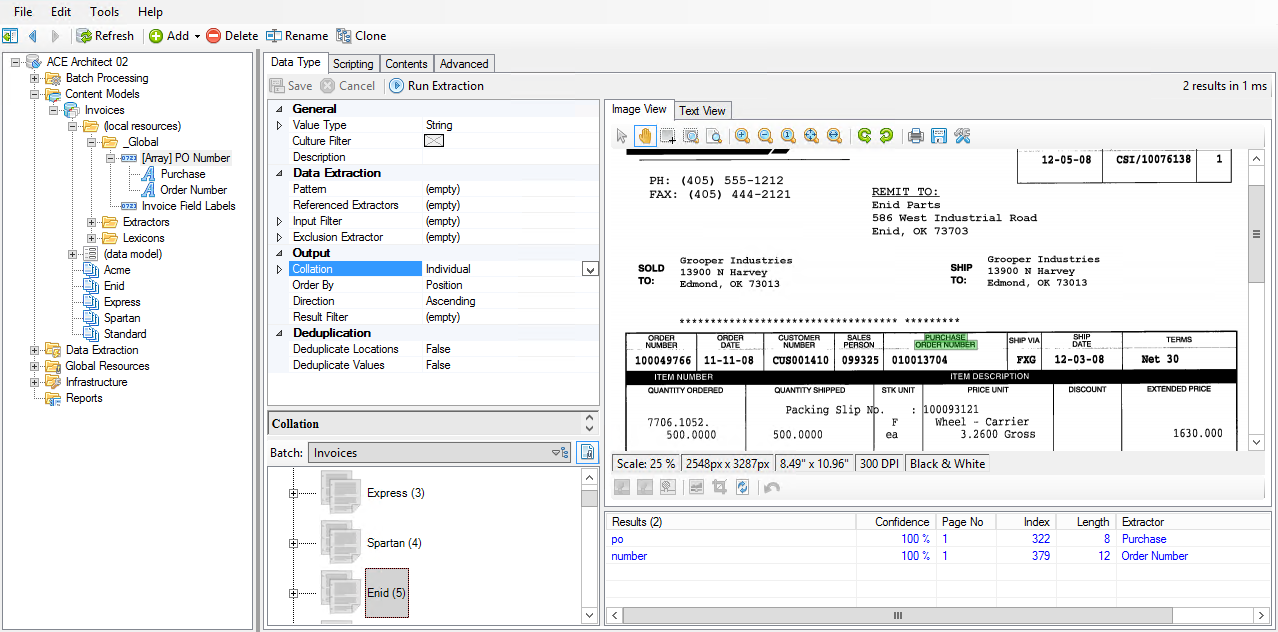 File Edit Tools Help
Refresh Add Delete Rename Clone
ACE Architect 02
Batch Processing
Content Models
Invoices
(local resources)
_Global
[Array] PO Number
Purchase
Order Number
Invoice Field Labels
Extractors
Lexicons
(data model)
Acme
Enid
Express
Spartan
Standard
Data Extraction
Global Resources
Infrastructure
Reports
Data Type Scripting Contents Advanced
Save Cancel Run Extraction 2 results in 1 ms
General
Value Type String
Culture Filter
Description
Data Extraction
Pattern (empty)
Referenced Extractors (empty)
Input Filter (empty)
Exclusion Extractor (empty)
Output
Collation Individual
Order By Position
Direction Ascending
Result Filter (empty)
Deduplication
Deduplicate Locations False
Deduplicate Values False
Collation
Batch: Invoices
Express (3)
Spartan (4)
Enid (5)
Image View Text View
12-05-08 CSI/10076138 1
PH: (405) 555-1212
FAX: (405) 444-2121
REMIT TO:
Enid Parts
586 West Industrial Road
Enid, OK 73703
SOLD TO:
Grooper Industries
13900 N Harvey
Edmond, OK 73013
SHIP TO:
Grooper Industries
13900 N Harvey
Edmond, OK 73013
********************************** *********
ORDER NUMBER ORDER DATE CUSTOMER NUMBER SALES PERSON PURCHASE ORDER NUMBER SHIP VIA SHIP DATE TERMS
100049766 11-11-08 CUS001410 099325 010013704 FXG 12-03-08 Net 30
ITEM NUMBER ITEM DESCRIPTION
QUANTITY ORDERED QUANTITY SHIPPED STK UNIT PRICE UNIT DISCOUNT EXTENDED PRICE
Packing Slip No. : 100093121
7706.1052. F Wheel - Carrier
500.0000 500.0000 ea 3.2600 Gross 1630.000
Scale: 25 % 2548px x 3287px 8.49" x 10.96" 300 DPI Black & White
Results (2) Confidence Page No Index Length Extractor
po 100 % 1 322 8 Purchase
number 100 % 1 379 12 Order Number